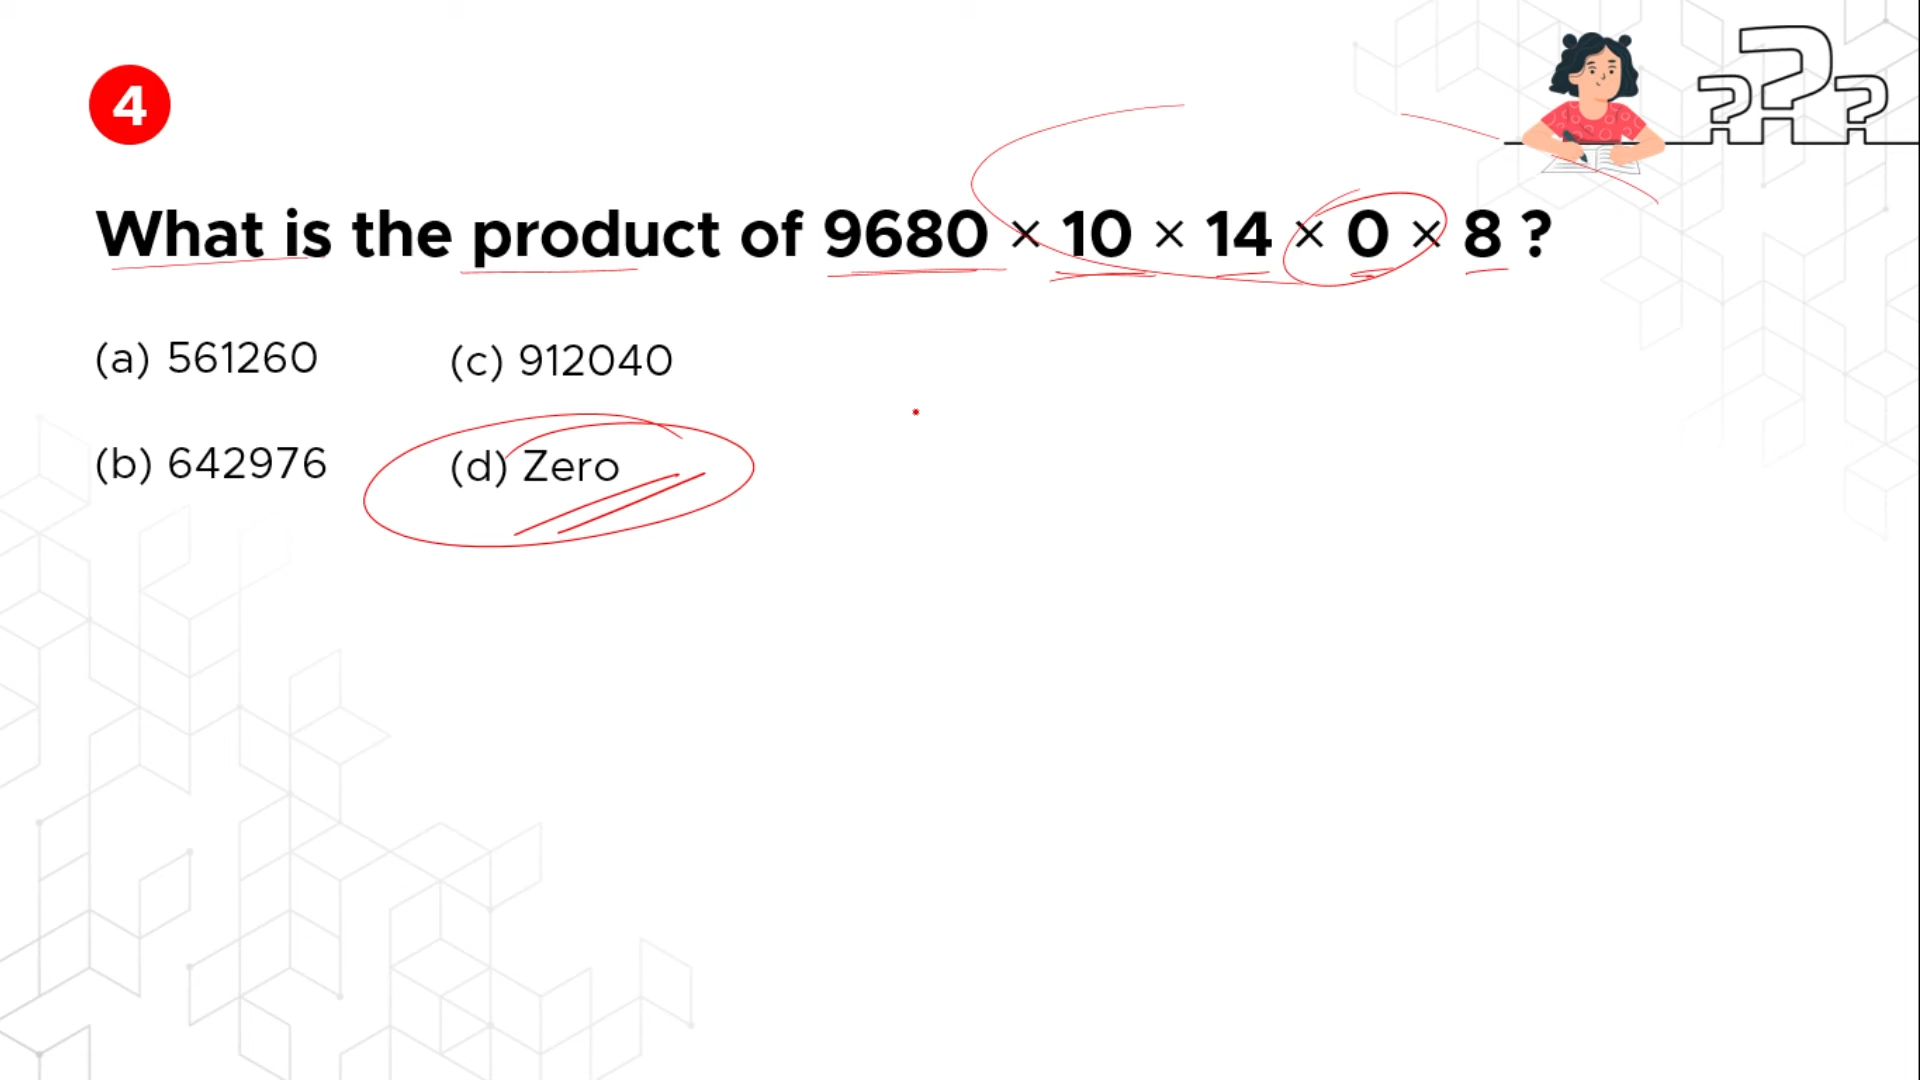 4
What is the product of 9680 × 10 × 14 × 0 × 8 ?
(a) 561260
(c) 912040
(b) 642976
(d) Zero
???